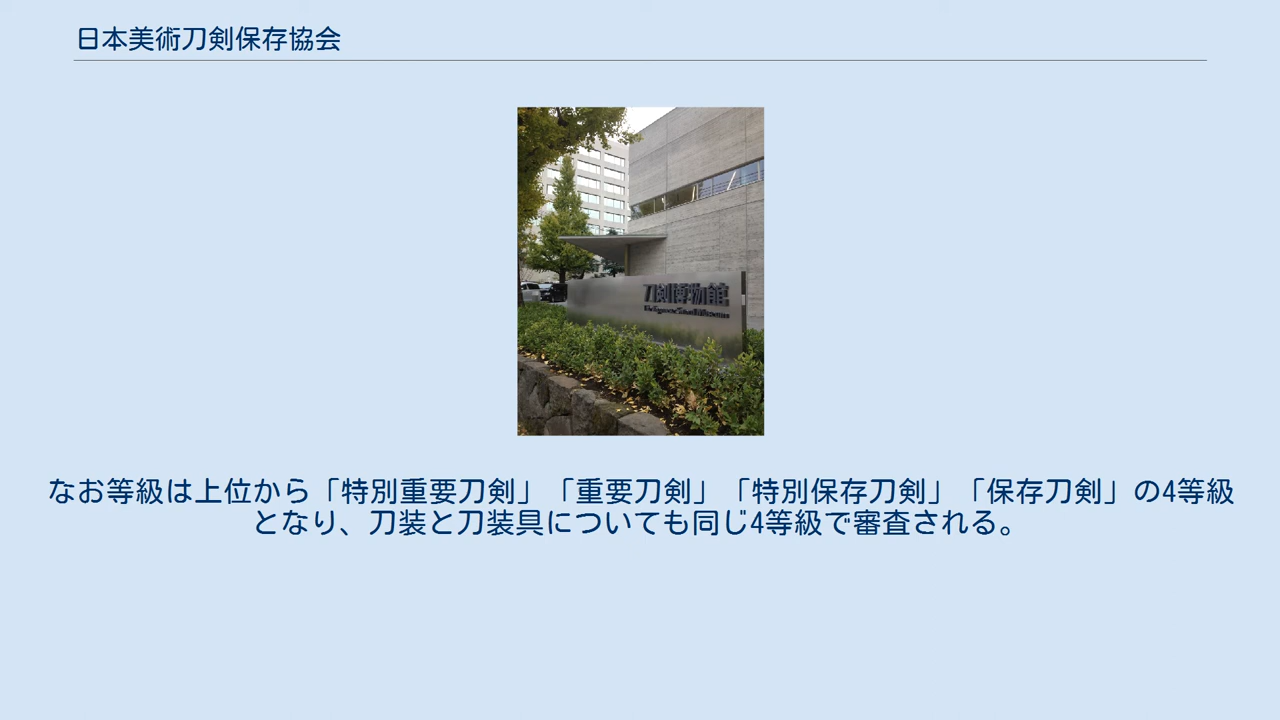 日本美術刀剣保存協会
刀剣博物館
なお等級は上位から「特別重要刀剣」「重要刀剣」「特別保存刀剣」「保存刀剣」の4等級
となり、刀装と刀装具についても同じ4等級で審査される。